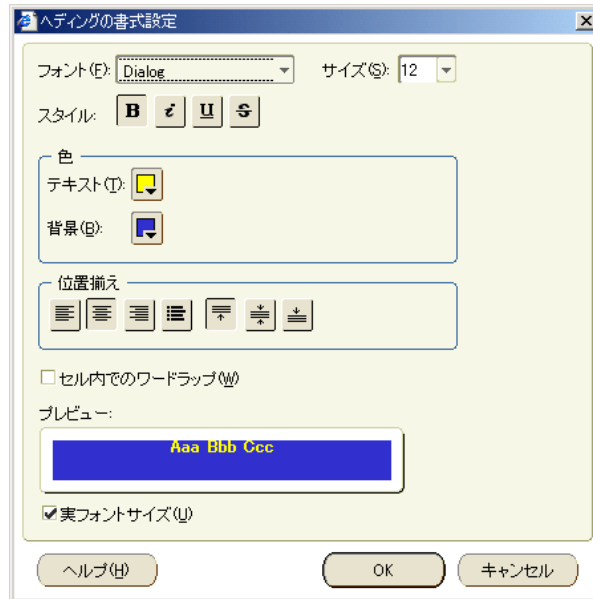 ヘディングの書式設定
フォント(F): Dialog サイズ(S): 12
スタイル: B i U S
色
テキスト(T):
背景(B):
位置揃え
セル内でのワードラップ(W)
プレビュー:
Aaa Bbb Ccc
実フォントサイズ(U)
ヘルプ(H) OK キャンセル